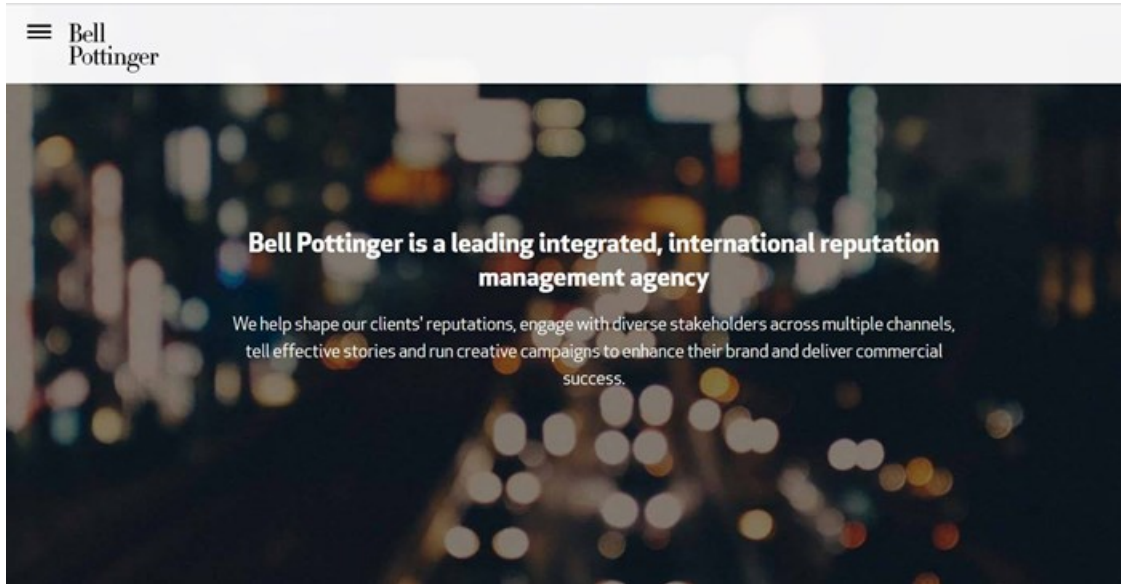 Bell
Pottinger
Bell Pottinger is a leading integrated, international reputation
management agency
We help shape our clients' reputations, engage with diverse stakeholders across multiple channels,
tell effective stories and run creative campaigns to enhance their brand and deliver commercial
success.